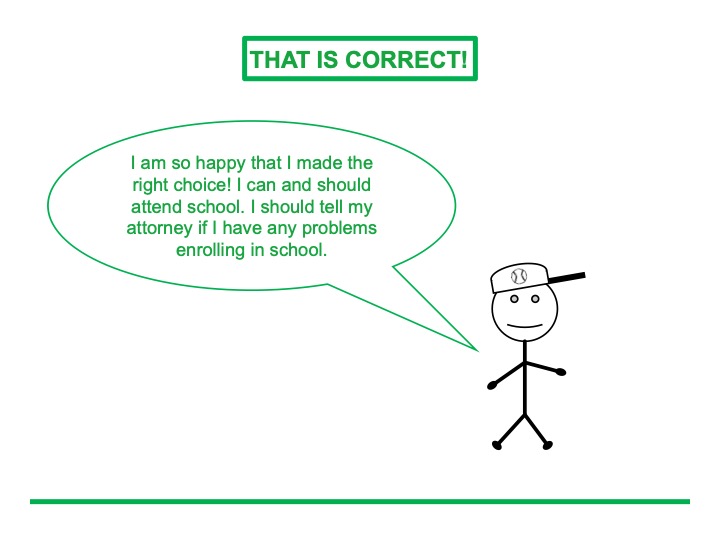 THAT IS CORRECT!
I am so happy that I made the
right choice! I can and should
attend school. I should tell my
attorney if I have any problems
enrolling in school.